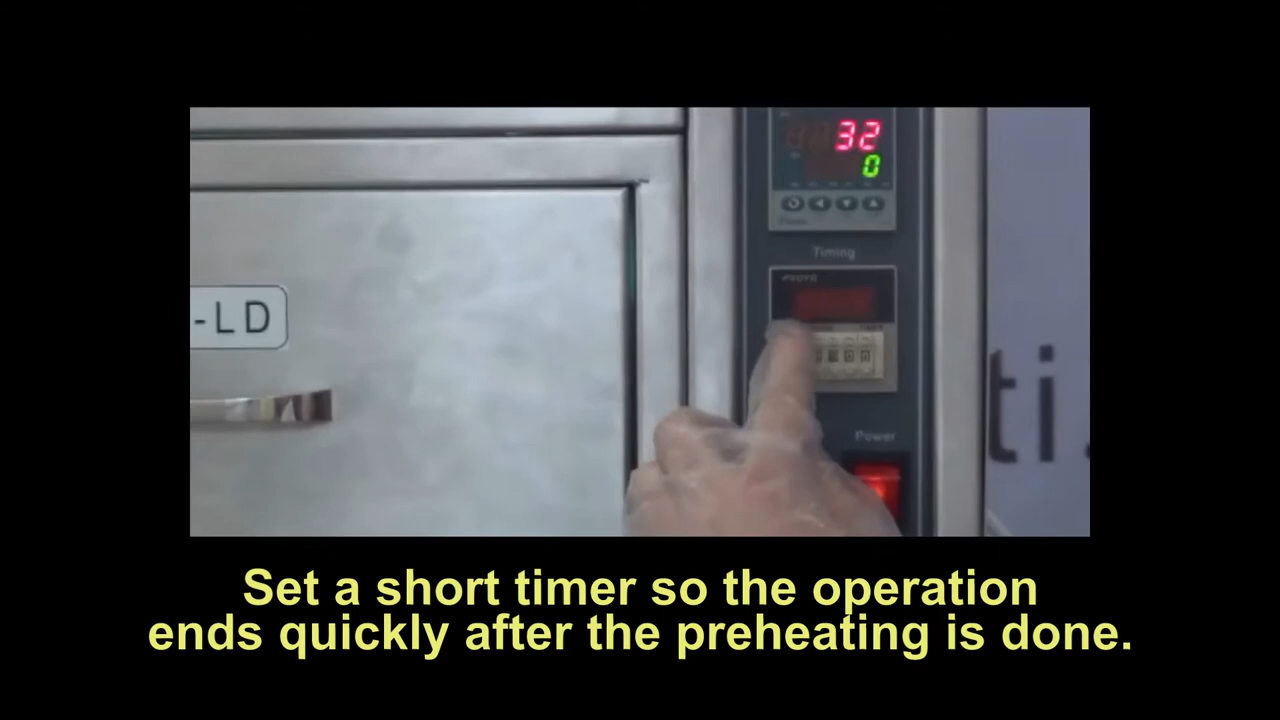 32
0
Timing
-LD
ti.
Power
Set a short timer so the operation
ends quickly after the preheating is done.